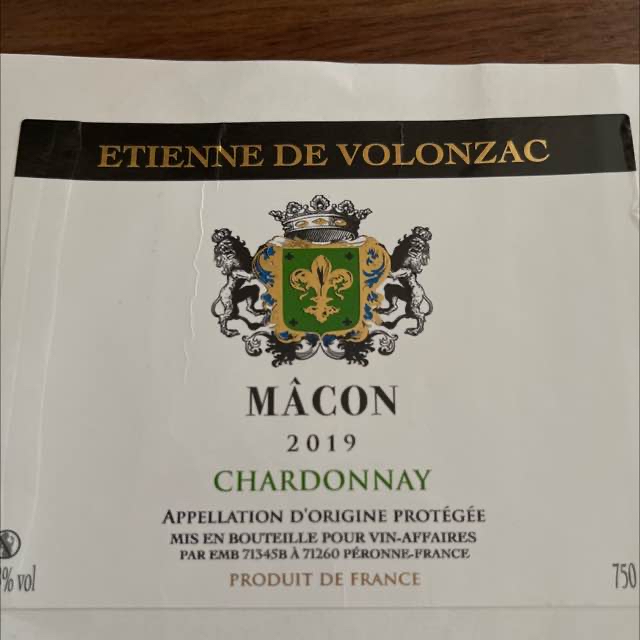 ETIENNE DE VOLONZAC
MÂCON
2019
CHARDONNAY
APPELLATION D'ORIGINE PROTÉGÉE
MIS EN BOUTEILLE POUR VIN-AFFAIRES
PAR EMB 71345B À 71260 PÉRONNE-FRANCE
% vol
PRODUIT DE FRANCE
750